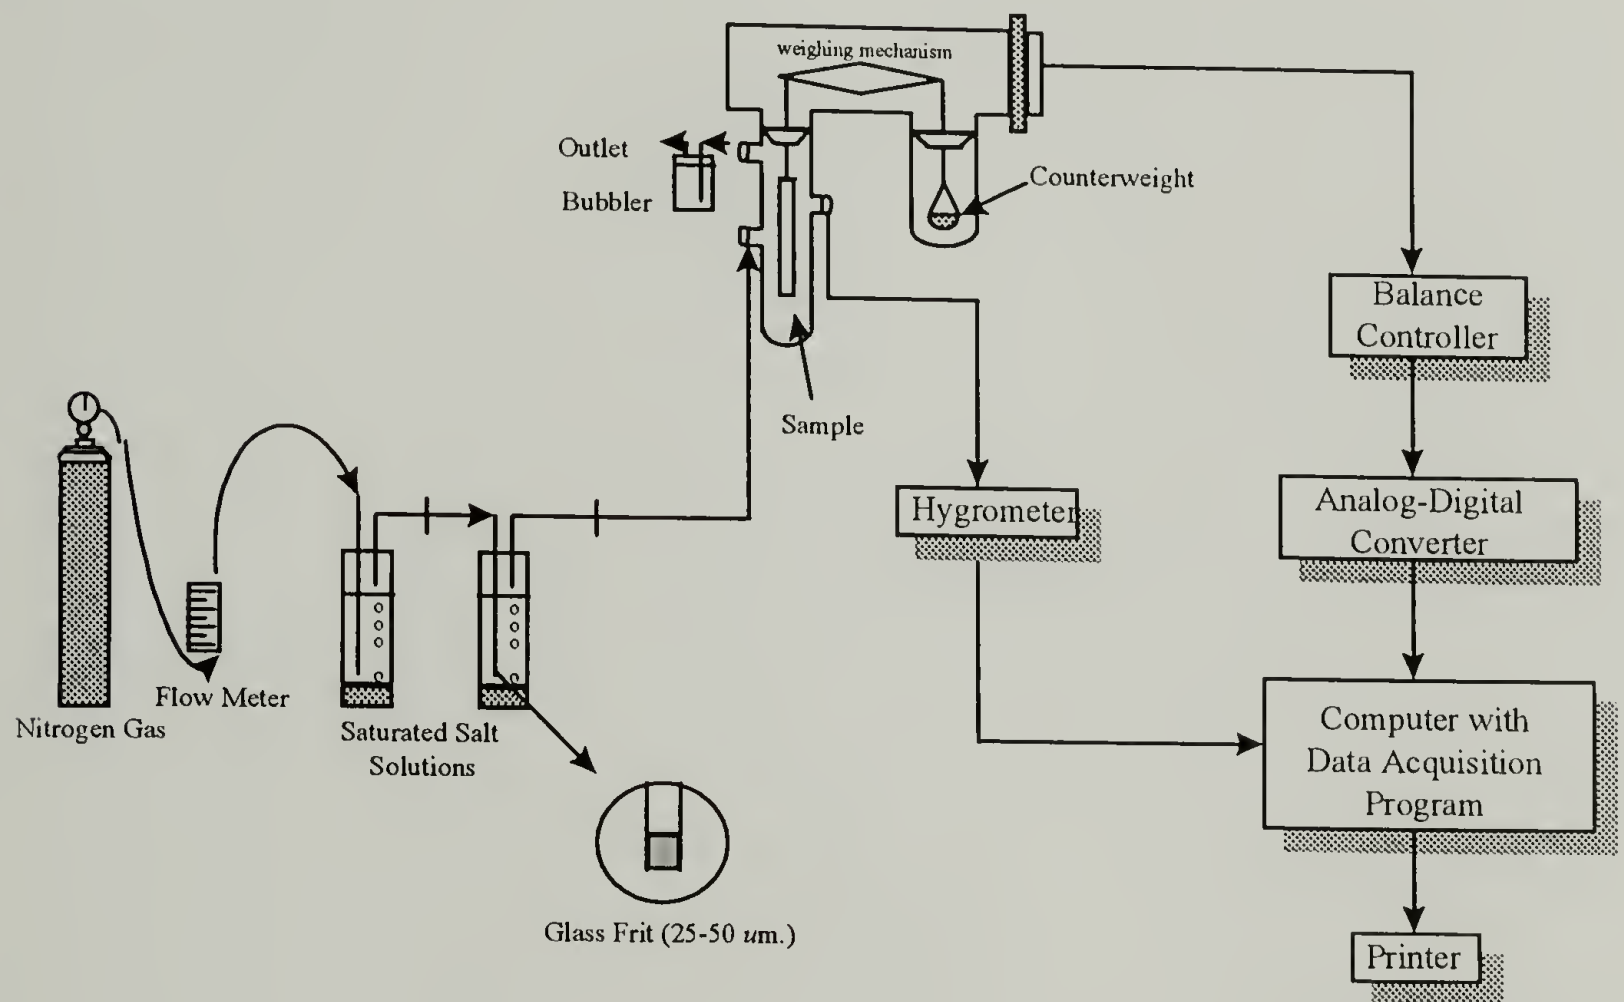 weighing mechanism
Outlet
Bubbler
Counterweight
Balance
Controller
Sample
Hygrometer
Analog-Digital
Converter
Flow Meter
Nitrogen Gas
Saturated Salt
Solutions
Computer with
Data Acquisition
Program
Glass Frit (25-50 um.)
Printer